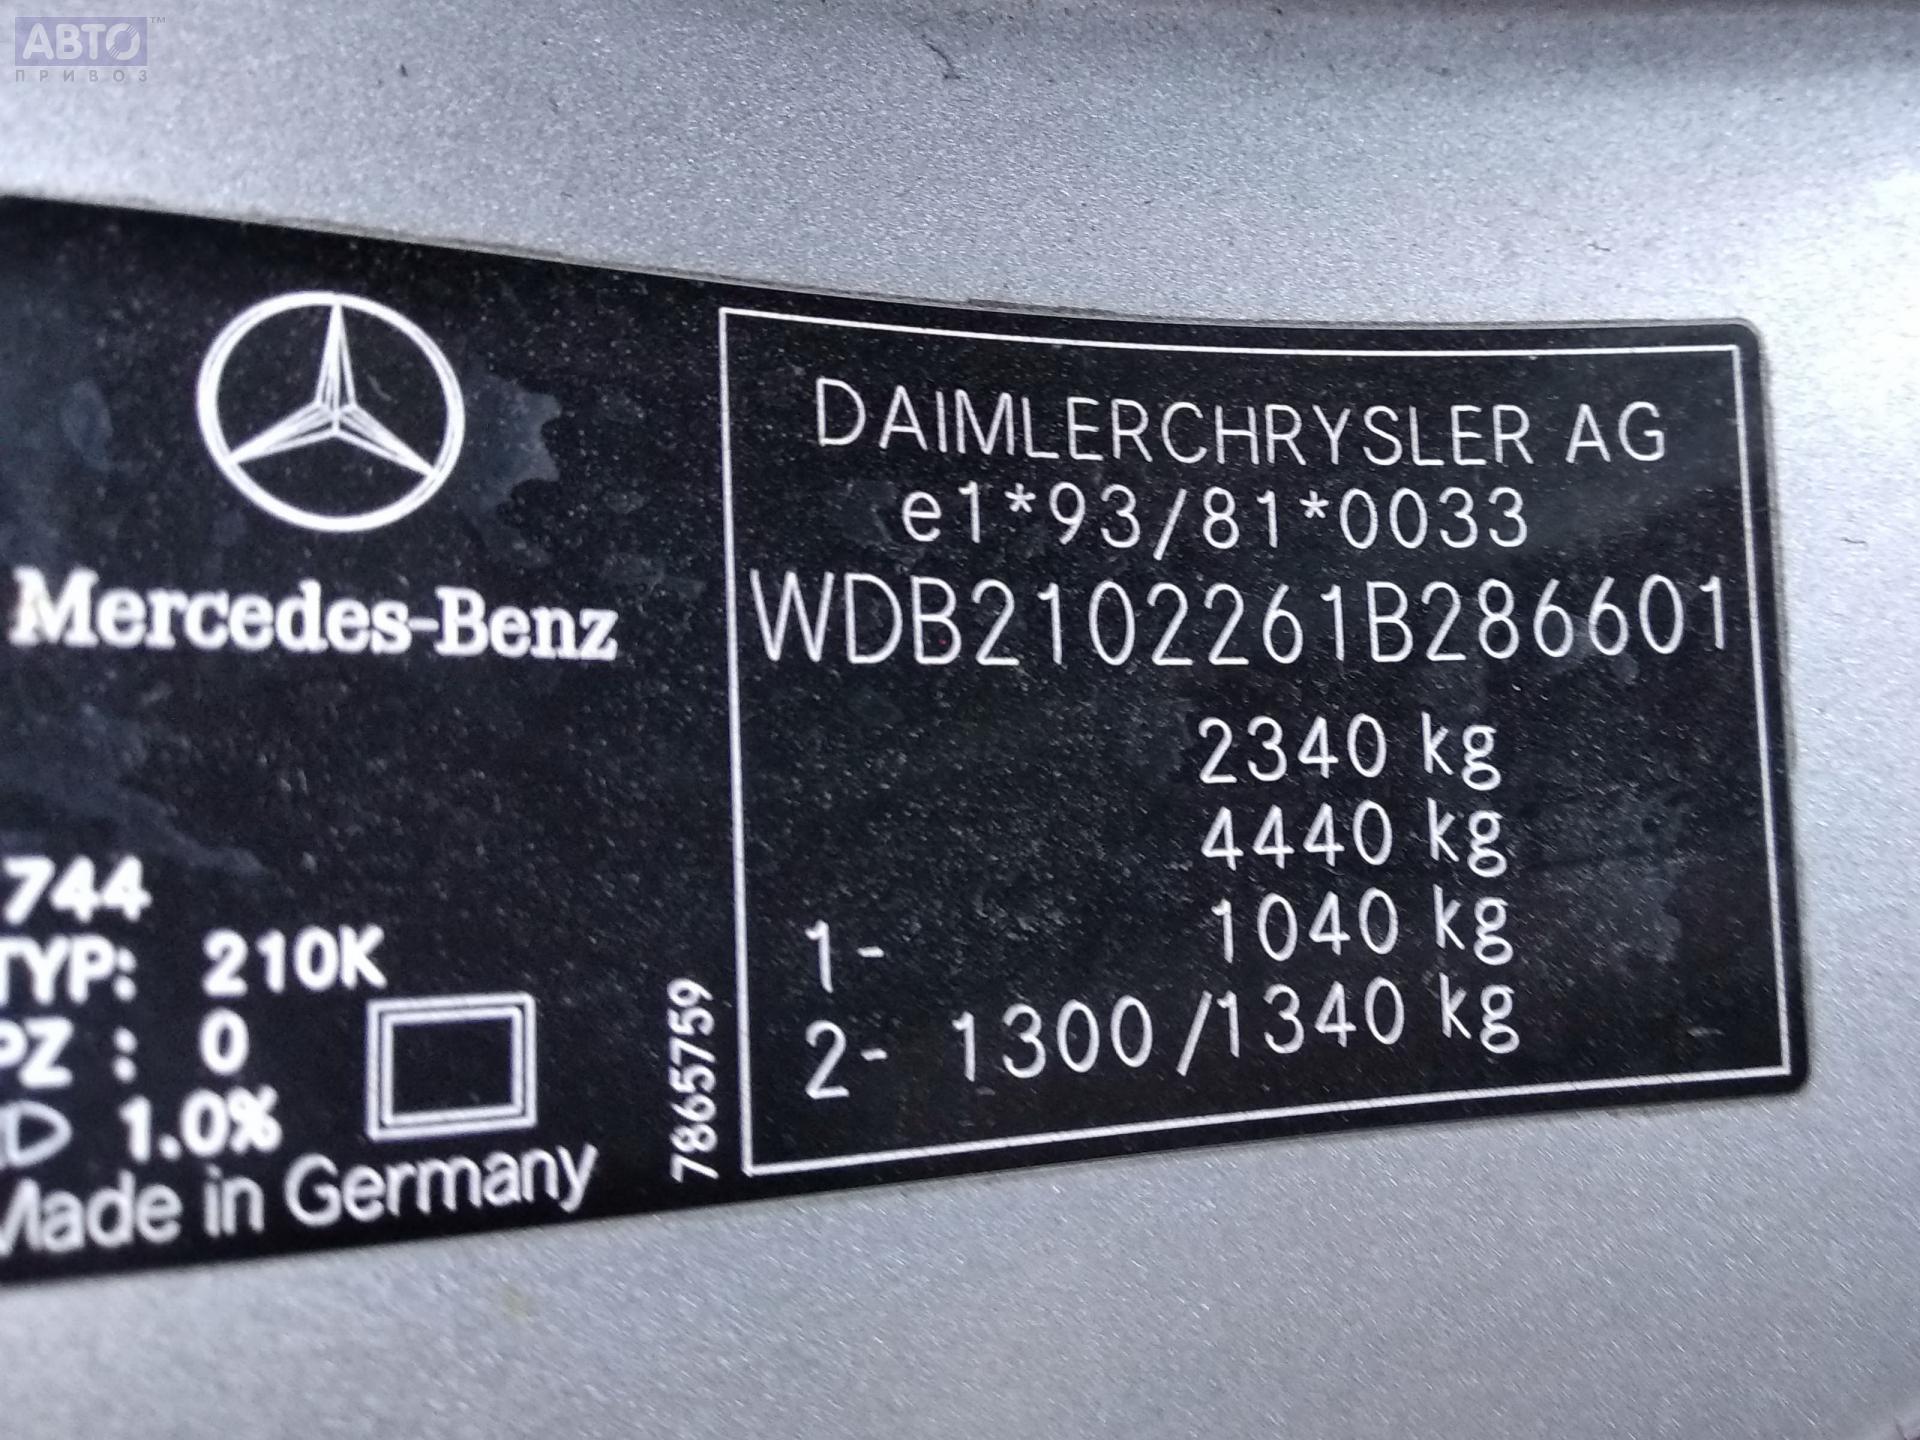 АВТО™
ПРИВОЗ
Mercedes-Benz
744
TYP: 210K
PZ : 0
1.0%
Made in Germany
7865759
DAIMLERCHRYSLER AG
e1*93/81*0033
WDB2102261B286601
2340 kg
4440 kg
1- 1040 kg
2- 1300/1340 kg